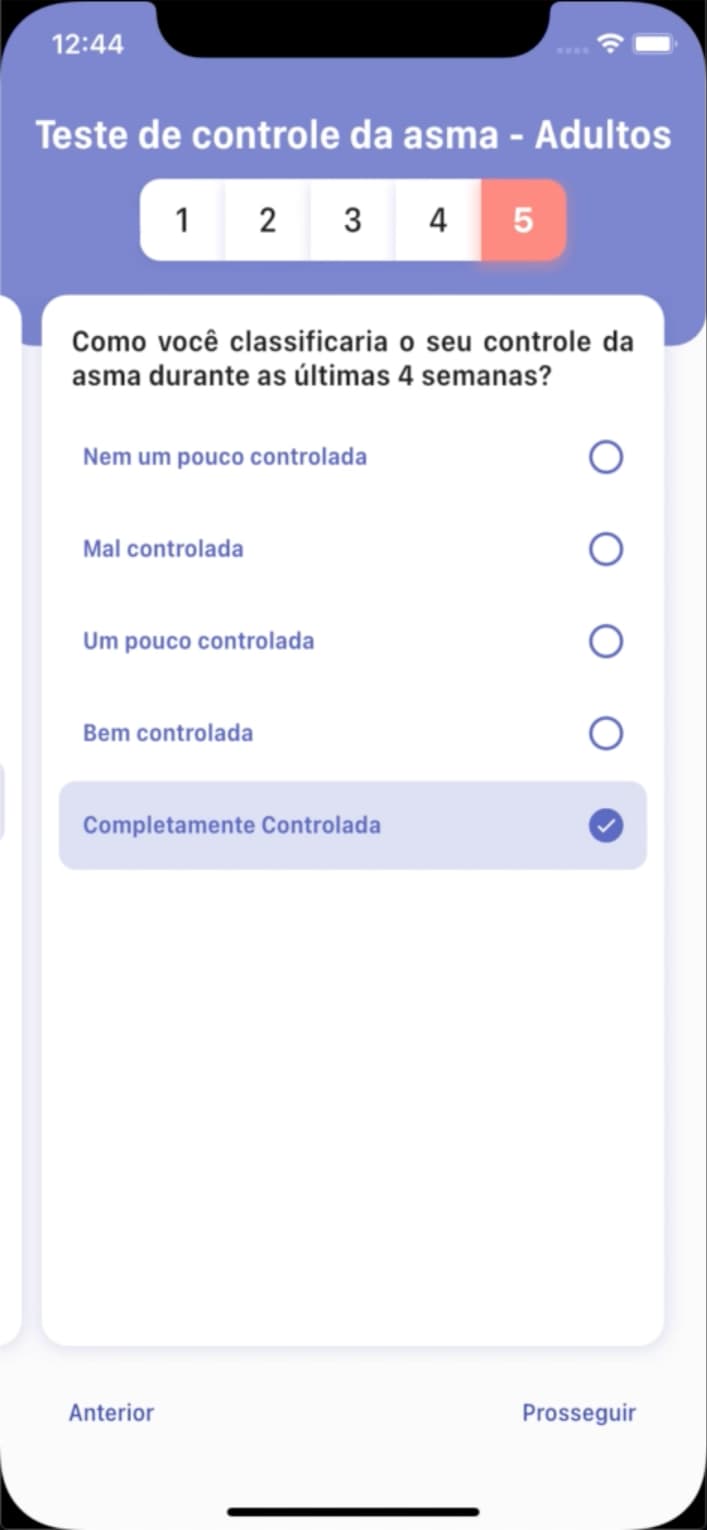 12:44
Teste de controle da asma - Adultos
1 2 3 4 5
Como você classificaria o seu controle da
asma durante as últimas 4 semanas?
Nem um pouco controlada
Mal controlada
Um pouco controlada
Bem controlada
Completamente Controlada
Anterior Prosseguir